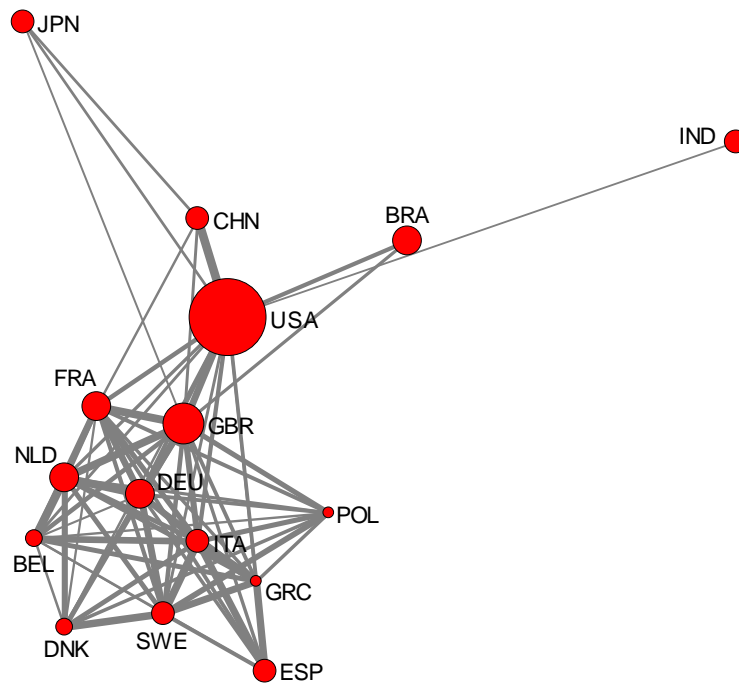 JPN
IND
BRA
CHN
USA
FRA
GBR
NLD
DEU
POL
ITA
BEL
GRC
SWE
DNK
ESP